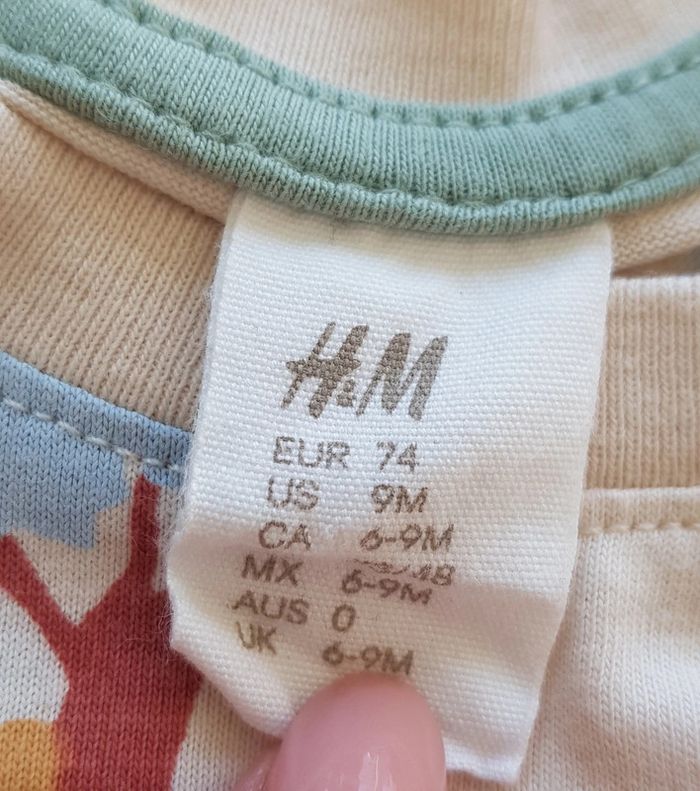 H&M
EUR 74
US 9M
CA 6-9M
MX 6-9M
AUS 0
UK 6-9M